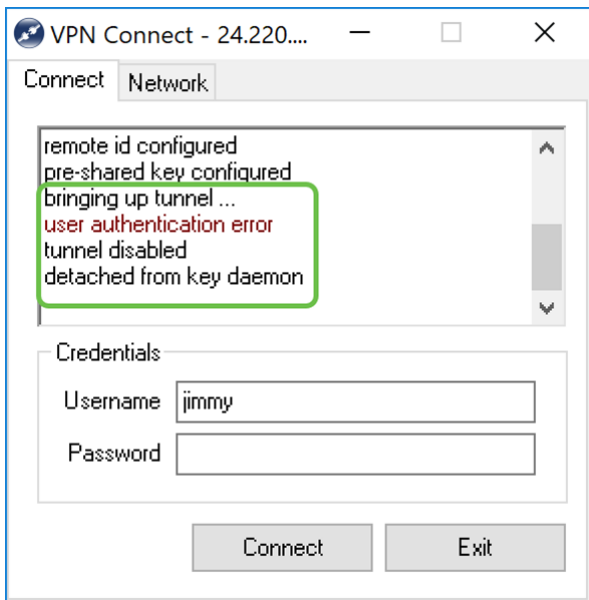 VPN Connect - 24.220....
Connect
Network
remote id configured
pre-shared key configured
bringing up tunnel ...
user authentication error
tunnel disabled
detached from key daemon
Credentials
Username
jimmy
Password
Connect
Exit